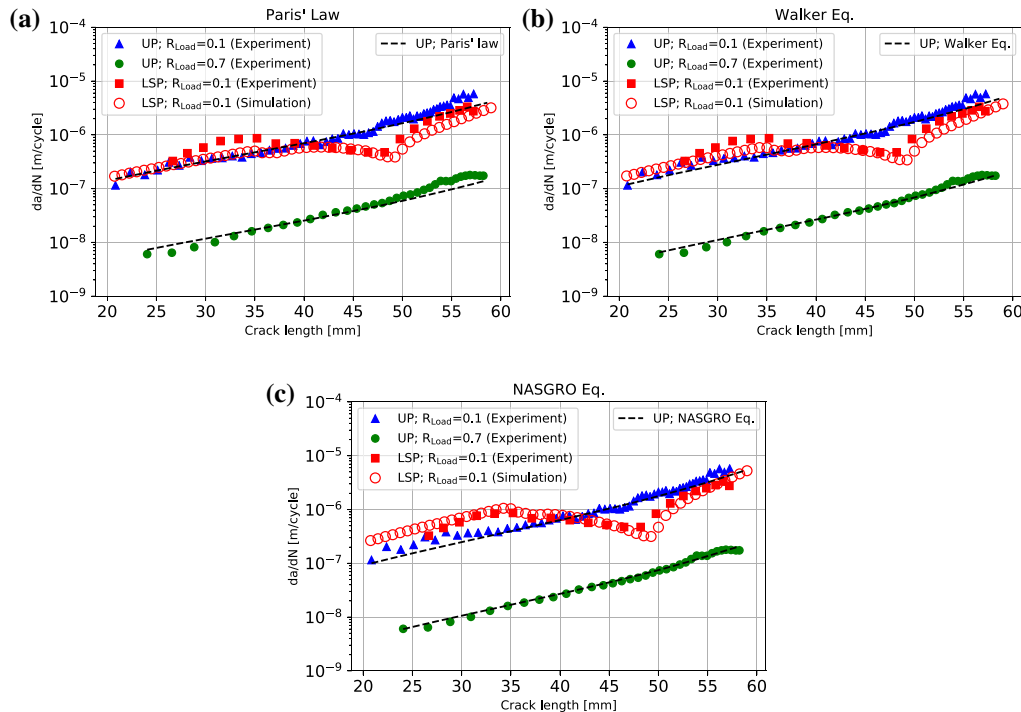 (a)
Paris' Law
UP; R_Load=0.1 (Experiment)
UP; R_Load=0.7 (Experiment)
LSP; R_Load=0.1 (Experiment)
LSP; R_Load=0.1 (Simulation)
UP; Paris' law
da/dN [m/cycle]
10^−4
10^−5
10^−6
10^−7
10^−8
10^−9
20 25 30 35 40 45 50 55 60
Crack length [mm]
(b)
Walker Eq.
UP; R_Load=0.1 (Experiment)
UP; R_Load=0.7 (Experiment)
LSP; R_Load=0.1 (Experiment)
LSP; R_Load=0.1 (Simulation)
UP; Walker Eq.
da/dN [m/cycle]
10^−4
10^−5
10^−6
10^−7
10^−8
10^−9
20 25 30 35 40 45 50 55 60
Crack length [mm]
(c)
NASGRO Eq.
UP; R_Load=0.1 (Experiment)
UP; R_Load=0.7 (Experiment)
LSP; R_Load=0.1 (Experiment)
LSP; R_Load=0.1 (Simulation)
UP; NASGRO Eq.
da/dN [m/cycle]
10^−4
10^−5
10^−6
10^−7
10^−8
10^−9
20 25 30 35 40 45 50 55 60
Crack length [mm]